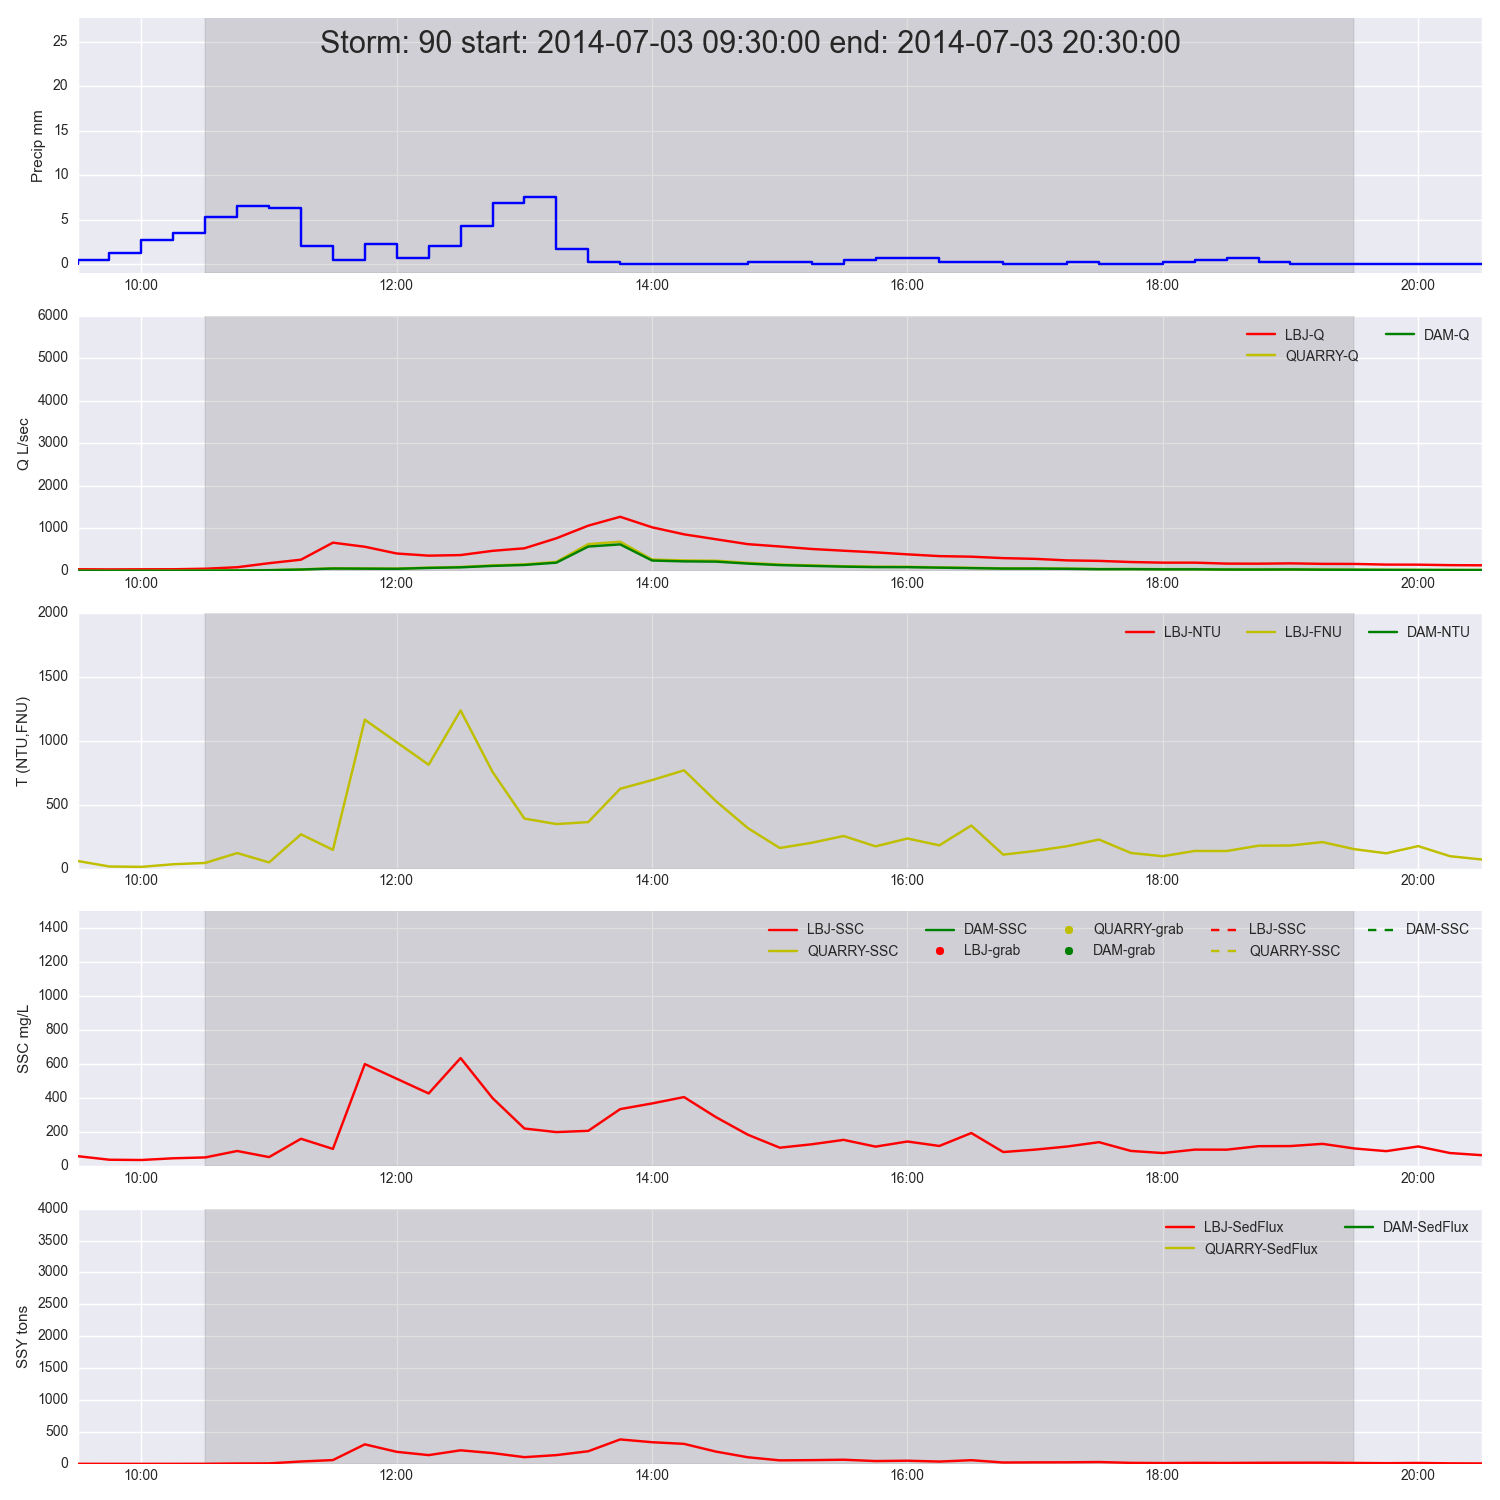 Storm: 90 start: 2014-07-03 09:30:00 end: 2014-07-03 20:30:00
Precip mm
25
20
15
10
5
0
10:00 12:00 14:00 16:00 18:00 20:00
Q L/sec
6000
5000
4000
3000
2000
1000
0
LBJ-Q DAM-Q
QUARRY-Q
10:00 12:00 14:00 16:00 18:00 20:00
T (NTU,FNU)
2000
1500
1000
500
0
LBJ-NTU LBJ-FNU DAM-NTU
10:00 12:00 14:00 16:00 18:00 20:00
SSC mg/L
1400
1200
1000
800
600
400
200
0
LBJ-SSC DAM-SSC QUARRY-grab LBJ-SSC DAM-SSC
QUARRY-SSC LBJ-grab DAM-grab QUARRY-SSC
10:00 12:00 14:00 16:00 18:00 20:00
SSY tons
4000
3500
3000
2500
2000
1500
1000
500
0
LBJ-SedFlux DAM-SedFlux
QUARRY-SedFlux
10:00 12:00 14:00 16:00 18:00 20:00